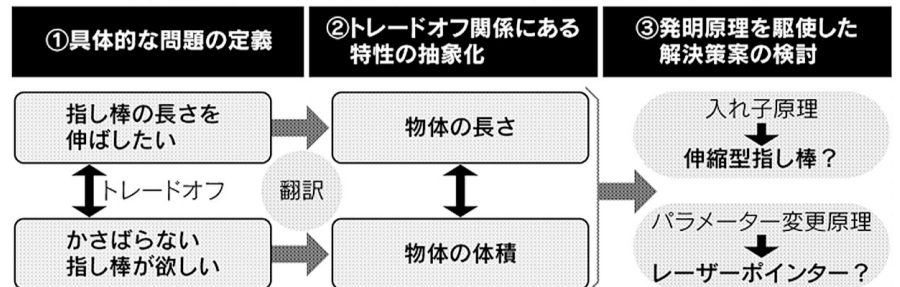 ①具体的な問題の定義
②トレードオフ関係にある
特性の抽象化
③発明原理を駆使した
解決策案の検討
指し棒の長さを
伸ばしたい
トレードオフ
かさばらない
指し棒が欲しい
翻訳
物体の長さ
物体の体積
入れ子原理
伸縮型指し棒？
パラメーター変更原理
レーザーポインター？